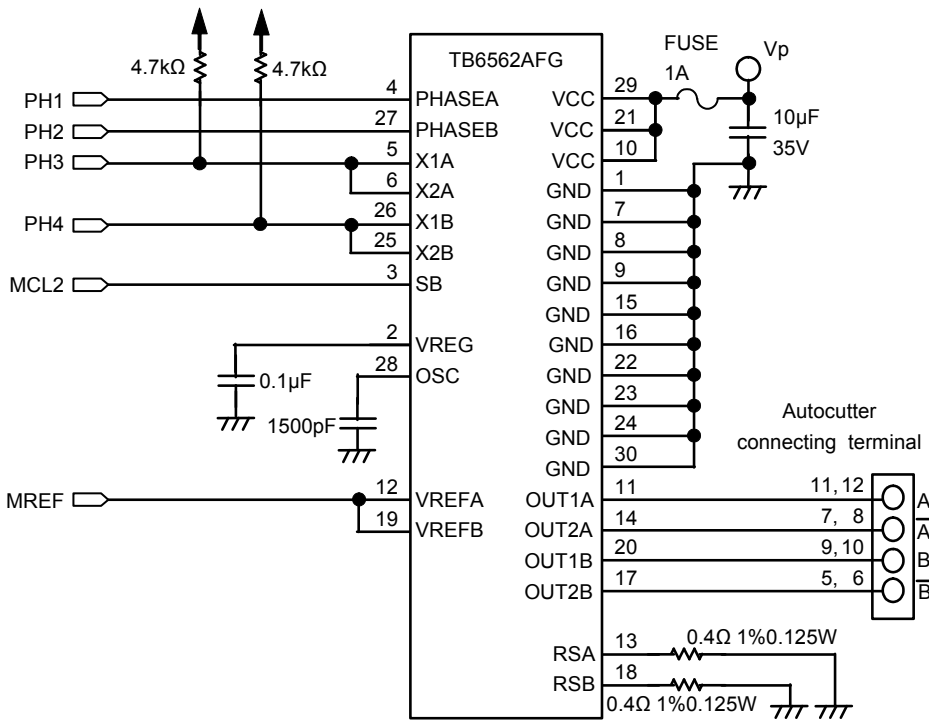 TB6562AFG
FUSE
Vp
4.7kΩ
4.7kΩ
1A
10μF
35V
PH1
4
PHASEA
VCC
29
PH2
27
PHASEB
VCC
21
PH3
5
X1A
VCC
10
6
X2A
GND
1
PH4
26
X1B
GND
7
25
X2B
GND
8
MCL2
3
SB
GND
9
GND
15
2
VREG
GND
16
28
OSC
GND
22
0.1μF
GND
23
1500pF
GND
24
GND
30
Autocutter
connecting terminal
MREF
12
VREFA
OUT1A
11
11, 12
A
19
VREFB
OUT2A
14
7, 8
A̅
OUT1B
20
9, 10
B
OUT2B
17
5, 6
B̅
RSA
13
0.4Ω 1%0.125W
RSB
18
0.4Ω 1%0.125W